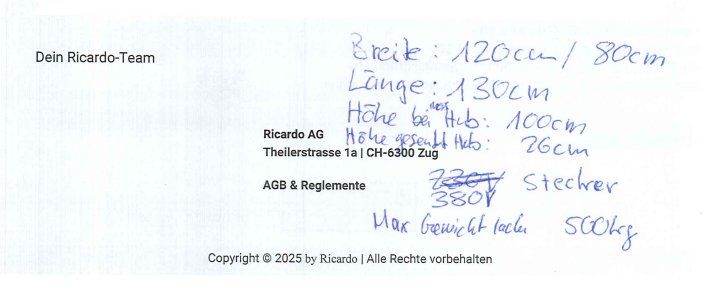 Dein Ricardo-Team
Breite: 120cm / 80cm
Länge: 130cm
Höhe bei max Hub: 100cm
Ricardo AG
Höhe gesenkt Hub: 26cm
Theilerstrasse 1a | CH-6300 Zug
AGB & Reglemente
230V Stecker
380V
Max Gewicht 500kg
Copyright © 2025 by Ricardo | Alle Rechte vorbehalten